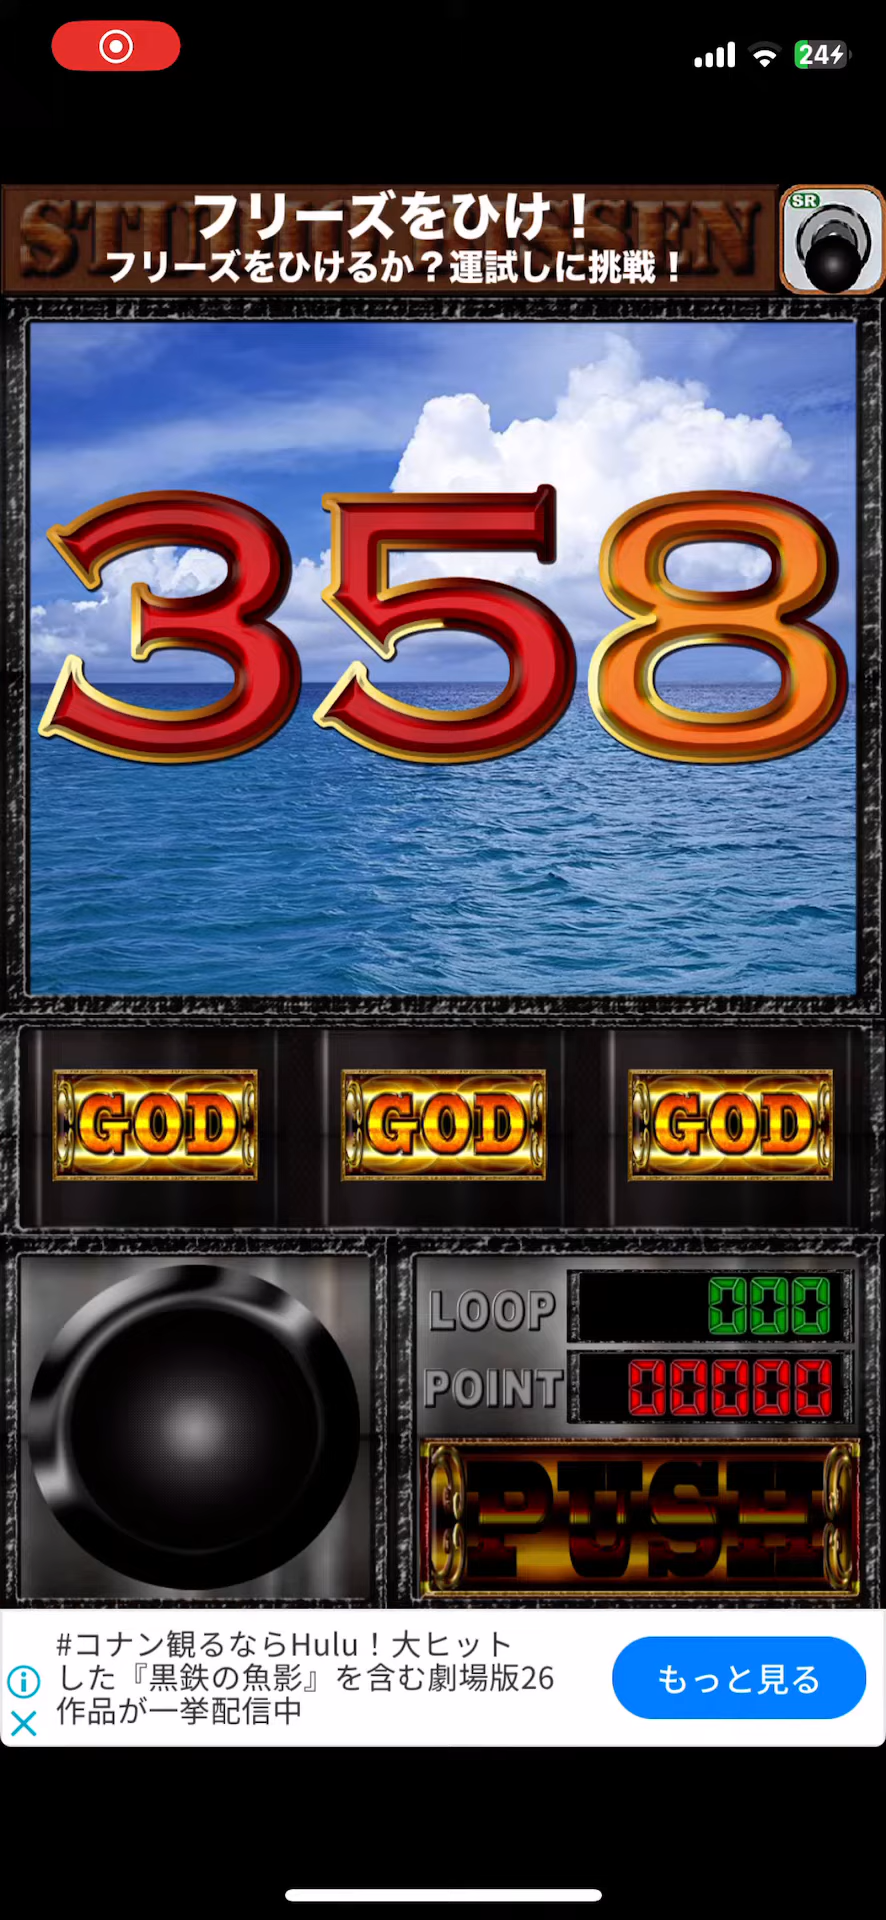 24
フリーズをひけ！
フリーズをひけるか？運試しに挑戦！
SR
358
GOD GOD GOD
LOOP 000
POINT 00000
PUSH
#コナン観るならHulu！大ヒット
した『黒鉄の魚影』を含む劇場版26
作品が一挙配信中
もっと見る